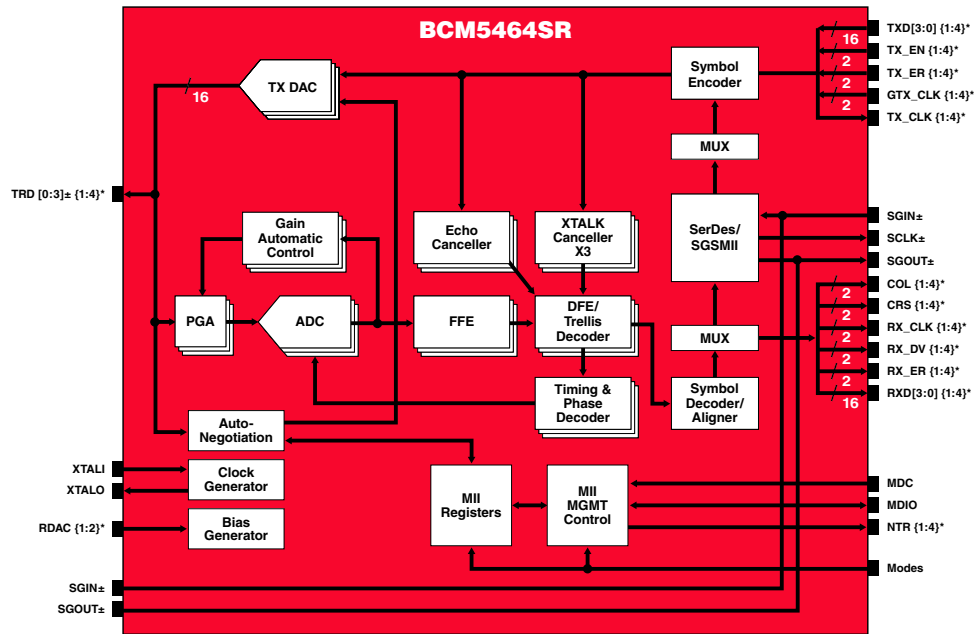 BCM5464SR
TXD[3:0] {1:4}*
16
TX_EN {1:4}*
2
TX_ER {1:4}*
2
GTX_CLK {1:4}*
2
TX_CLK {1:4}*
Symbol
Encoder
TX DAC
16
MUX
TRD [0:3]± {1:4}*
Gain
Automatic
Control
Echo
Canceller
XTALK
Canceller
X3
SerDes/
SGSMII
SGIN±
SCLK±
SGOUT±
COL {1:4}*
2
CRS {1:4}*
2
RX_CLK {1:4}*
2
RX_DV {1:4}*
2
RX_ER {1:4}*
2
RXD[3:0] {1:4}*
16
PGA
ADC
FFE
DFE/
Trellis
Decoder
MUX
Timing &
Phase
Decoder
Symbol
Decoder/
Aligner
Auto-
Negotiation
XTALI
XTALO
Clock
Generator
RDAC {1:2}*
Bias
Generator
MII
Registers
MII
MGMT
Control
MDC
MDIO
NTR {1:4}*
Modes
SGIN±
SGOUT±